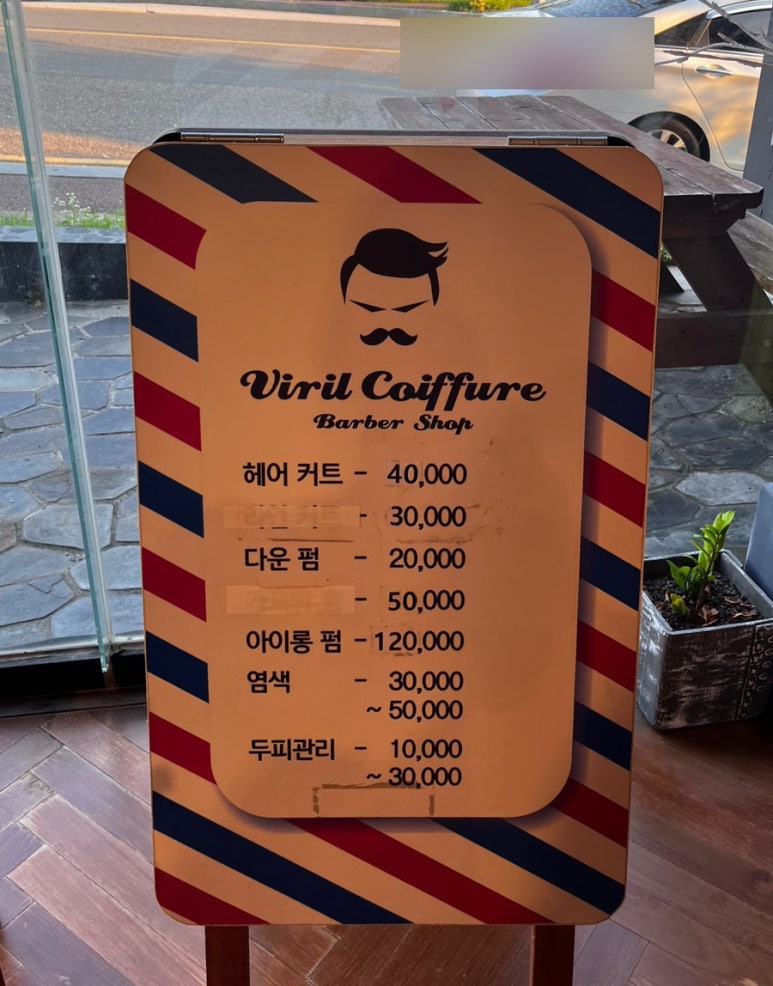 Viril Coiffure
Barber Shop
헤어 커트 - 40,000
커트 - 30,000
다운 펌 - 20,000
- 50,000
아이롱 펌 - 120,000
염색 - 30,000
~ 50,000
두피관리 - 10,000
~ 30,000